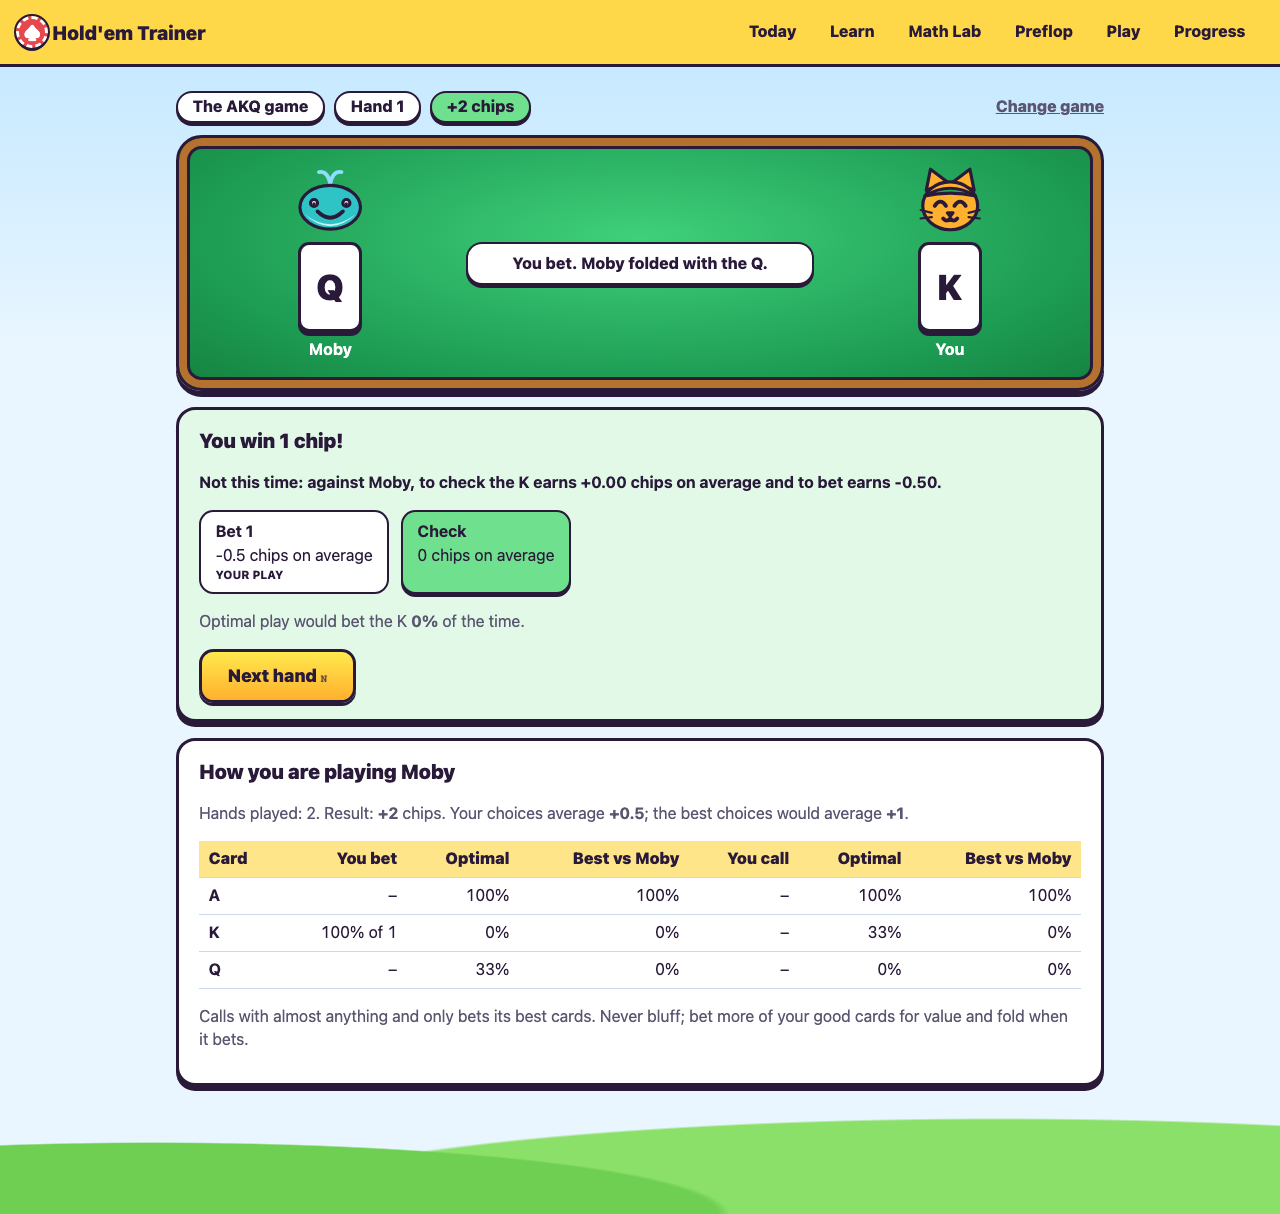 Hold'em Trainer
Today Learn Math Lab Preflop Play Progress
The AKQ game Hand 1 +2 chips Change game
Q
Moby
You bet. Moby folded with the Q.
K
You
You win 1 chip!
Not this time: against Moby, to check the K earns +0.00 chips on average and to bet earns -0.50.
Bet 1
-0.5 chips on average
YOUR PLAY
Check
0 chips on average
Optimal play would bet the K 0% of the time.
Next hand N
How you are playing Moby
Hands played: 2. Result: +2 chips. Your choices average +0.5; the best choices would average +1.
Card You bet Optimal Best vs Moby You call Optimal Best vs Moby
A – 100% 100% – 100% 100%
K 100% of 1 0% 0% – 33% 0%
Q – 33% 0% – 0% 0%
Calls with almost anything and only bets its best cards. Never bluff; bet more of your good cards for value and fold when
it bets.